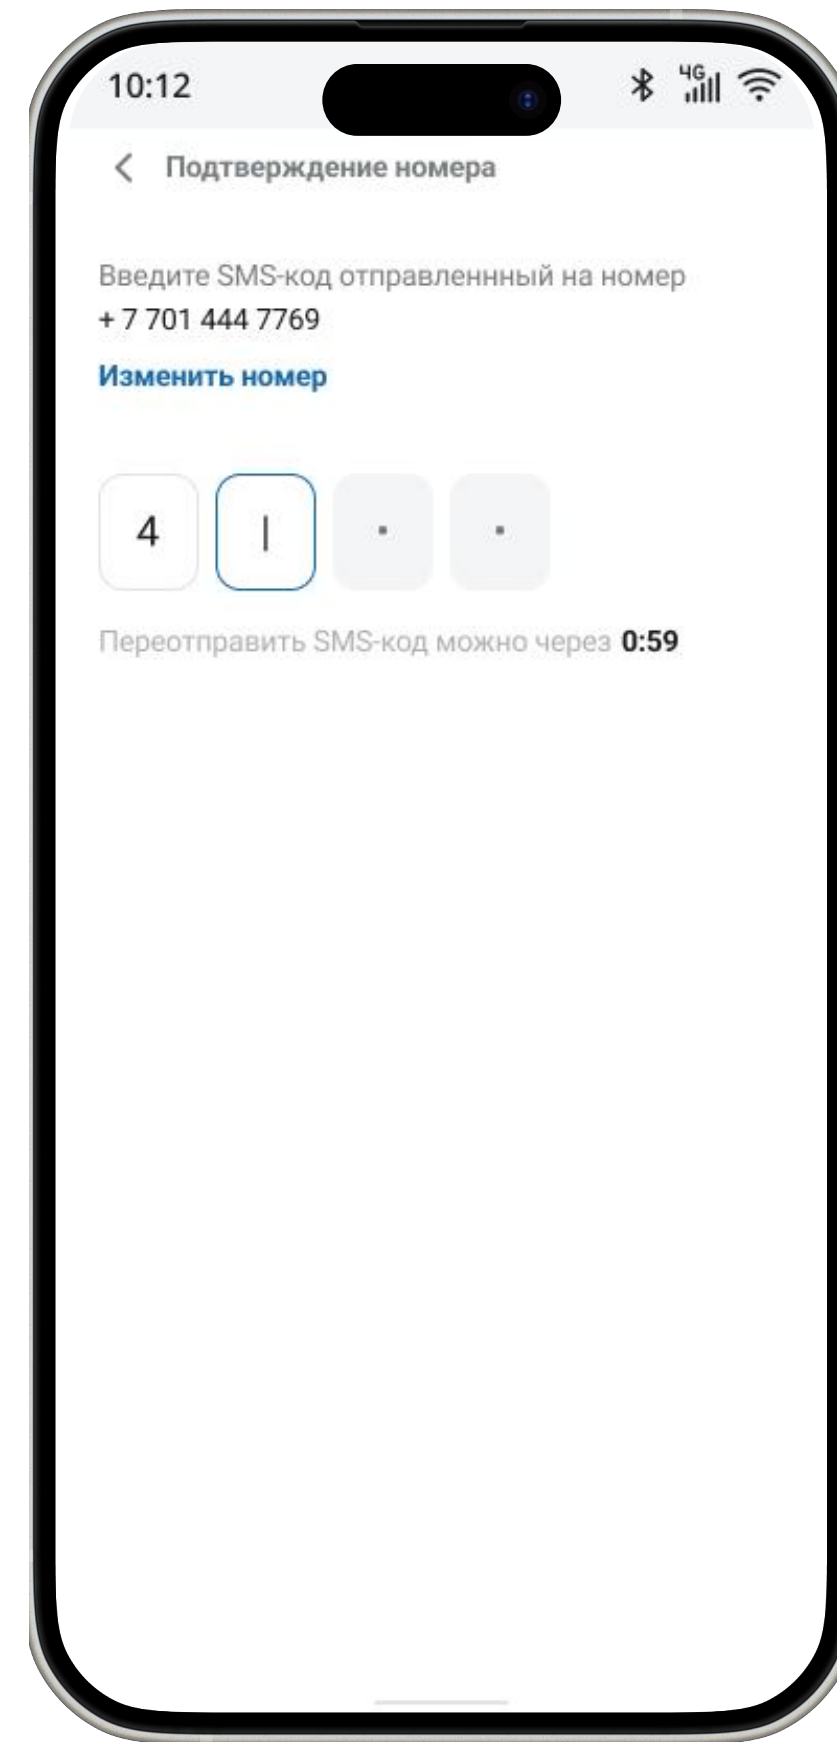 10:12
4G
Подтверждение номера
Введите SMS-код отправленнный на номер
+ 7 701 444 7769
Изменить номер
4
Переотправить SMS-код можно через 0:59